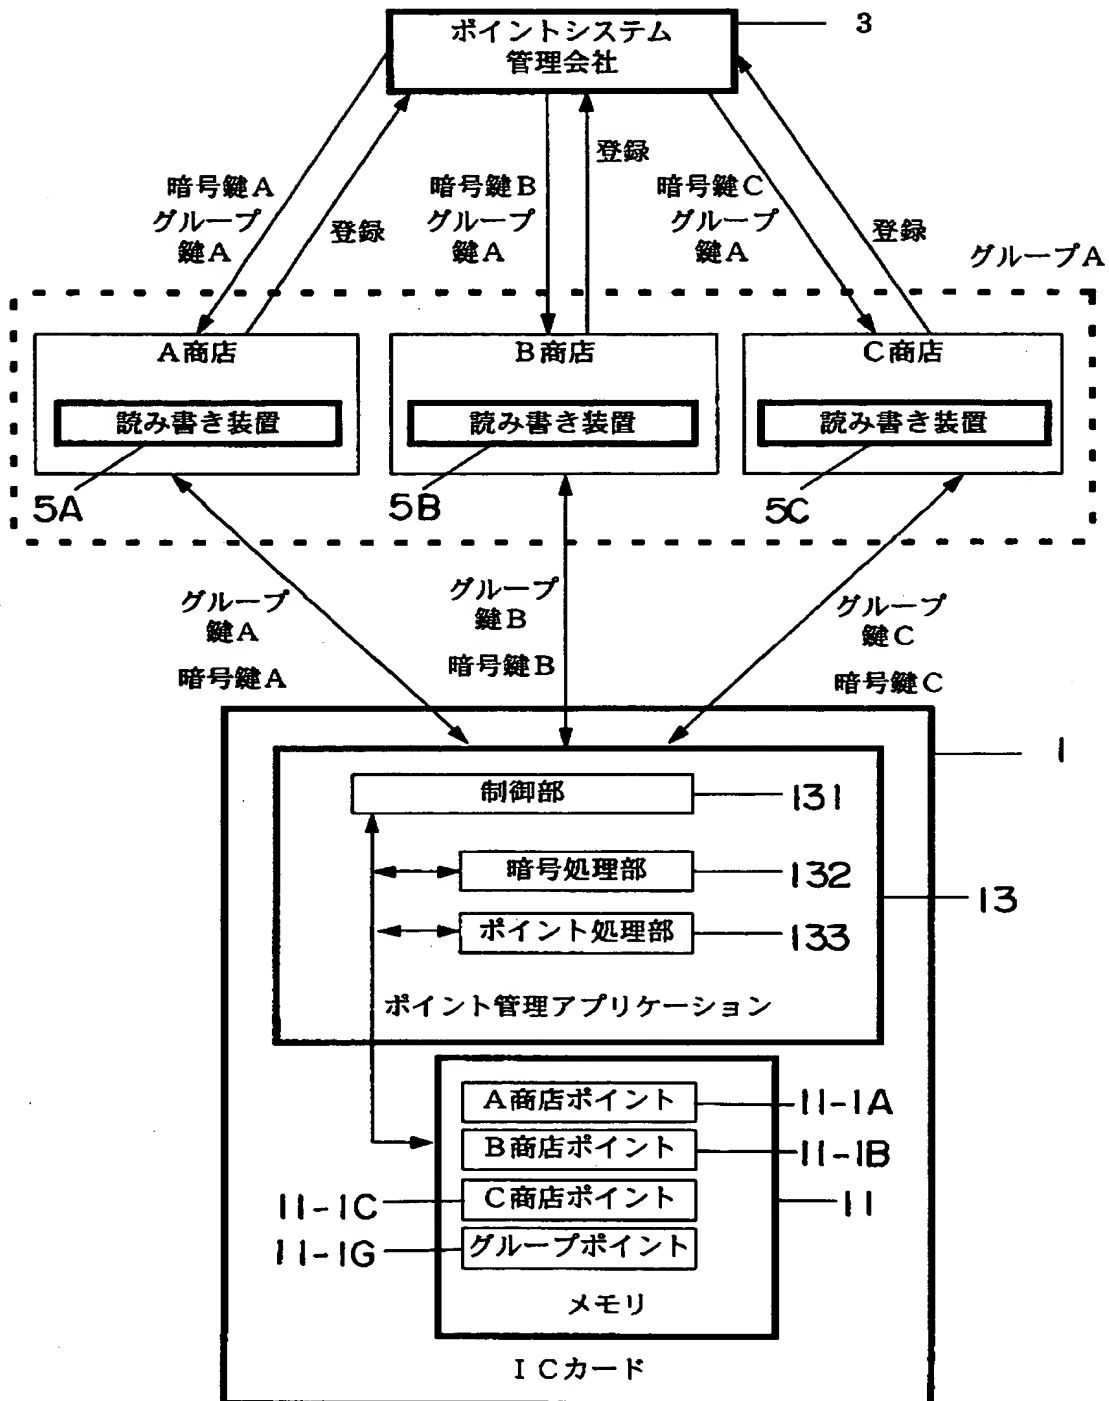 ポイントシステム
管理会社
3
暗号鍵A
グループ
鍵A
登録
暗号鍵B
グループ
鍵A
登録
暗号鍵C
グループ
鍵A
登録
グループA
A商店
読み書き装置
5A
B商店
読み書き装置
5B
C商店
読み書き装置
5C
グループ
鍵A
暗号鍵A
グループ
鍵B
暗号鍵B
グループ
鍵C
暗号鍵C
1
制御部
131
暗号処理部
132
13
ポイント処理部
133
ポイント管理アプリケーション
A商店ポイント
11-1A
B商店ポイント
11-1B
C商店ポイント
11-1C
11
グループポイント
11-1G
メモリ
ICカード